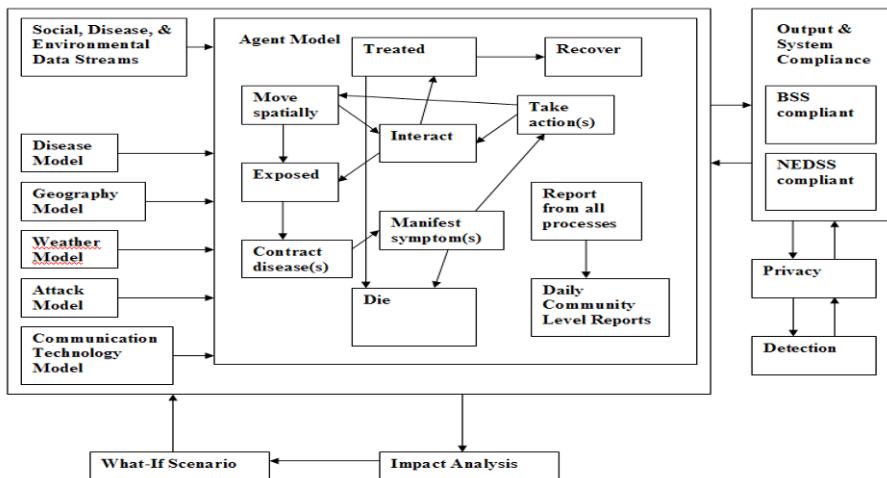 Social, Disease, &
Environmental
Data Streams
Disease
Model
Geography
Model
Weather
Model
Attack
Model
Communication
Technology
Model
Agent Model
Treated
Recover
Move
spatially
Interact
Take
action(s)
Exposed
Contract
disease(s)
Manifest
symptom(s)
Die
Report
from all
processes
Daily
Community
Level Reports
Output &
System
Compliance
BSS
compliant
NEDSS
compliant
Privacy
Detection
What-If Scenario
Impact Analysis